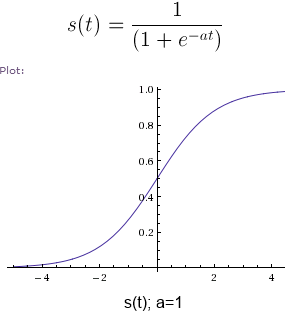 s(t) = 1 / (1 + e^{-at})
Plot:
1.0
0.8
0.6
0.4
0.2
−4 −2 2 4
s(t); a=1